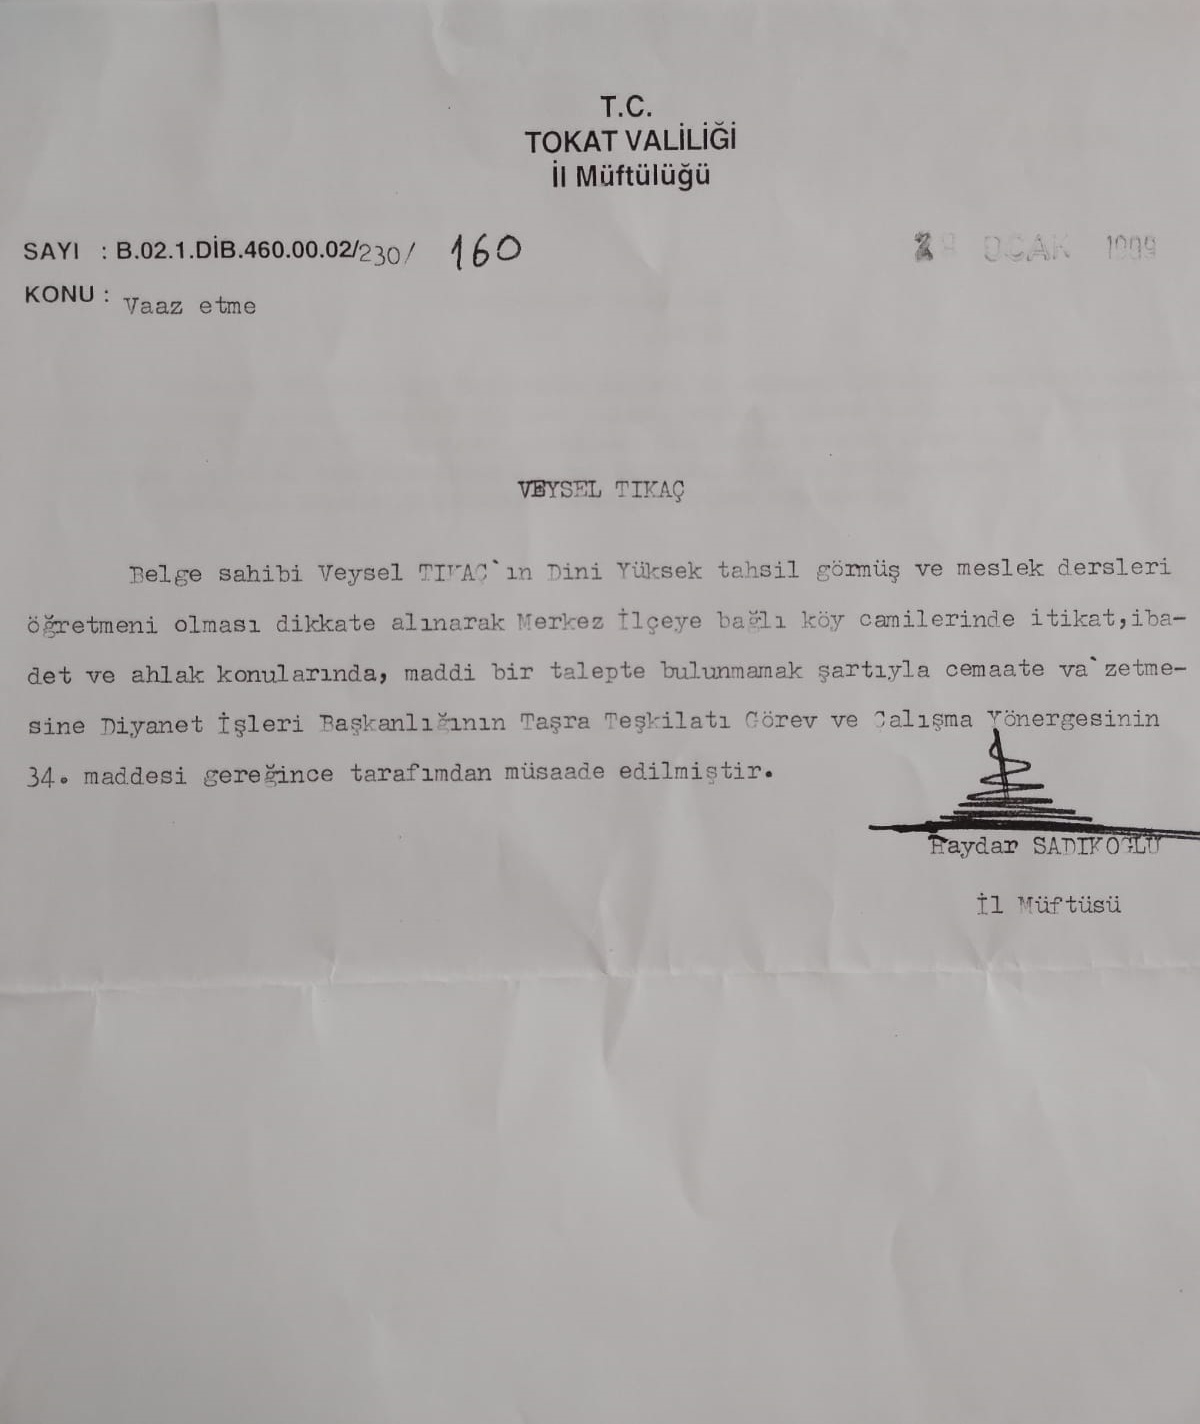 T.C.
TOKAT VALİLİĞİ
İl Müftülüğü
SAYI : B.02.1.DİB.460.00.02/230/ 160
OCAK 1999
KONU : Vaaz etme
VEYSEL TIKAÇ
Belge sahibi Veysel TIKAÇ`ın Dini Yüksek tahsil görmüş ve meslek dersleri
öğretmeni olması dikkate alınarak Merkez İlçeye bağlı köy camilerinde itikat,iba-
det ve ahlak konularında, maddi bir talepte bulunmamak şartıyla cemaate va`zetme-
sine Diyanet İşleri Başkanlığının Taşra Teşkilatı Görev ve Çalışma Yönergesinin
34. maddesi gereğince tarafımdan müsaade edilmiştir.
Haydar SADIKOĞLU
İl Müftüsü